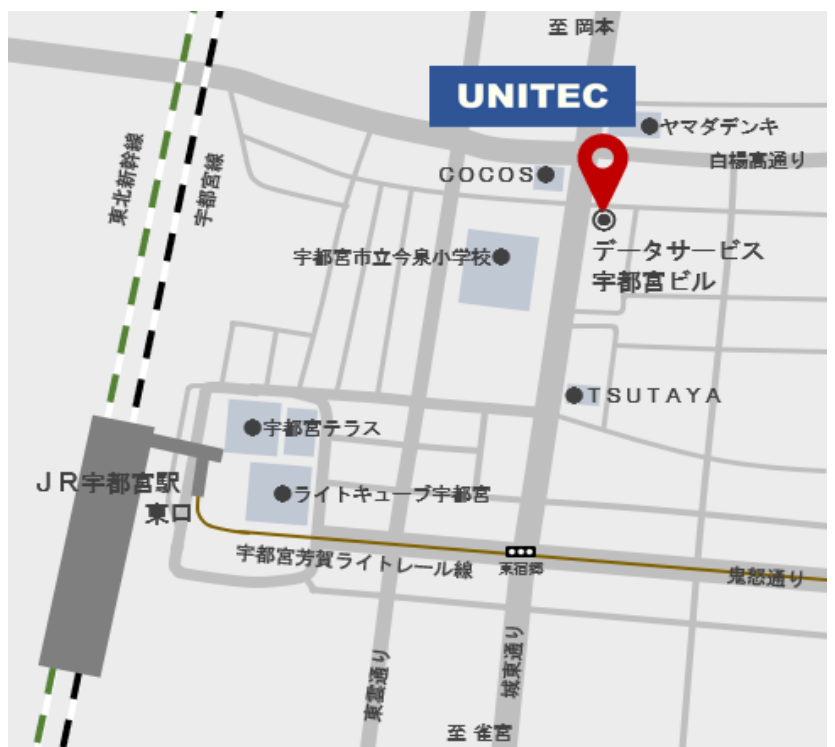 至 岡本
UNITEC
ヤマダデンキ
白楊高通り
COCOS
東北新幹線
宇都宮線
データサービス
宇都宮ビル
宇都宮市立今泉小学校
TSUTAYA
宇都宮テラス
JR宇都宮駅
東口
ライトキューブ宇都宮
宇都宮芳賀ライトレール線
東宿郷
鬼怒通り
城東通り
東雲通り
至 雀宮